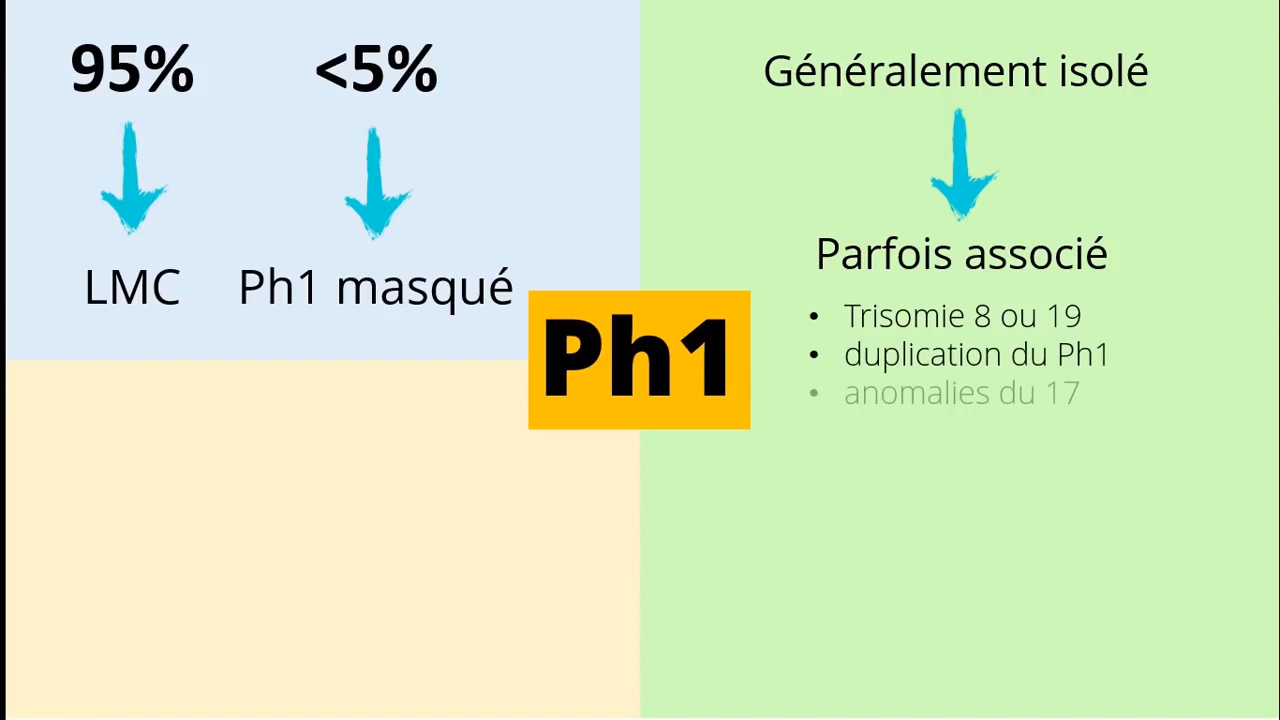 95% <5%
LMC Ph1 masqué
Ph1
Généralement isolé
Parfois associé
• Trisomie 8 ou 19
• duplication du Ph1
• anomalies du 17